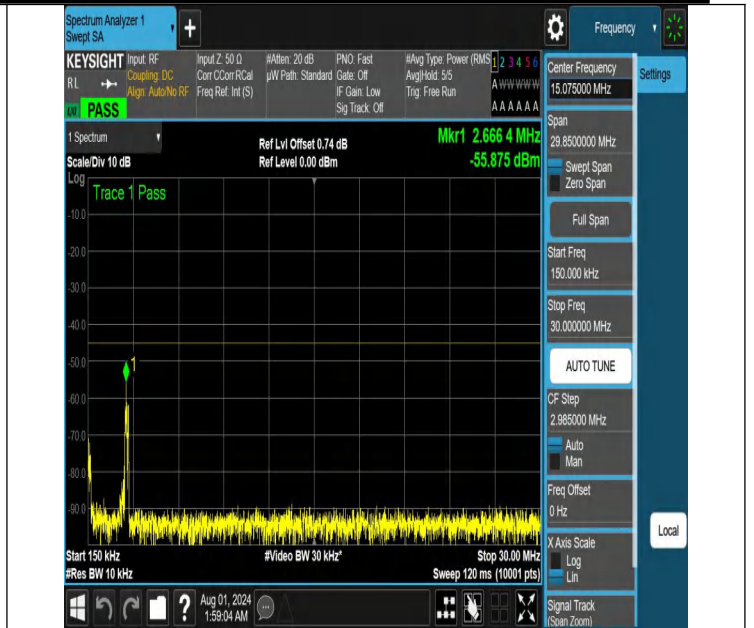 Spectrum Analyzer 1
Swept SA
+
Frequency
KEYSIGHT
RL
PASS
Input: RF
Coupling: DC
Align: Auto/No RF
Input Z: 50 Ω
Corr CCorr RCal
Freq Ref: Int (S)
#Atten: 20 dB
µW Path: Standard
PNO: Fast
Gate: Off
IF Gain: Low
Sig Track: Off
#Avg Type: Power (RMS
Avg|Hold: 5/5
Trig: Free Run
1 2 3 4 5 6
A W W W W W
A A A A A A
1 Spectrum
Scale/Div 10 dB
Log
Ref Lvl Offset 0.74 dB
Ref Level 0.00 dBm
Mkr1 2.666 4 MHz
-55.875 dBm
Trace 1 Pass
-10.0
-20.0
-30.0
-40.0
-50.0
-60.0
-70.0
-80.0
-90.0
1
Start 150 kHz
#Res BW 10 kHz
#Video BW 30 kHz*
Stop 30.00 MHz
Sweep 120 ms (10001 pts)
Center Frequency
15.075000 MHz
Span
29.8500000 MHz
Swept Span
Zero Span
Full Span
Start Freq
150.000 kHz
Stop Freq
30.000000 MHz
AUTO TUNE
CF Step
2.985000 MHz
Auto
Man
Freq Offset
0 Hz
X Axis Scale
Log
Lin
Signal Track
(Span Zoom)
Settings
Local
?
Aug 01, 2024
1:59:04 AM